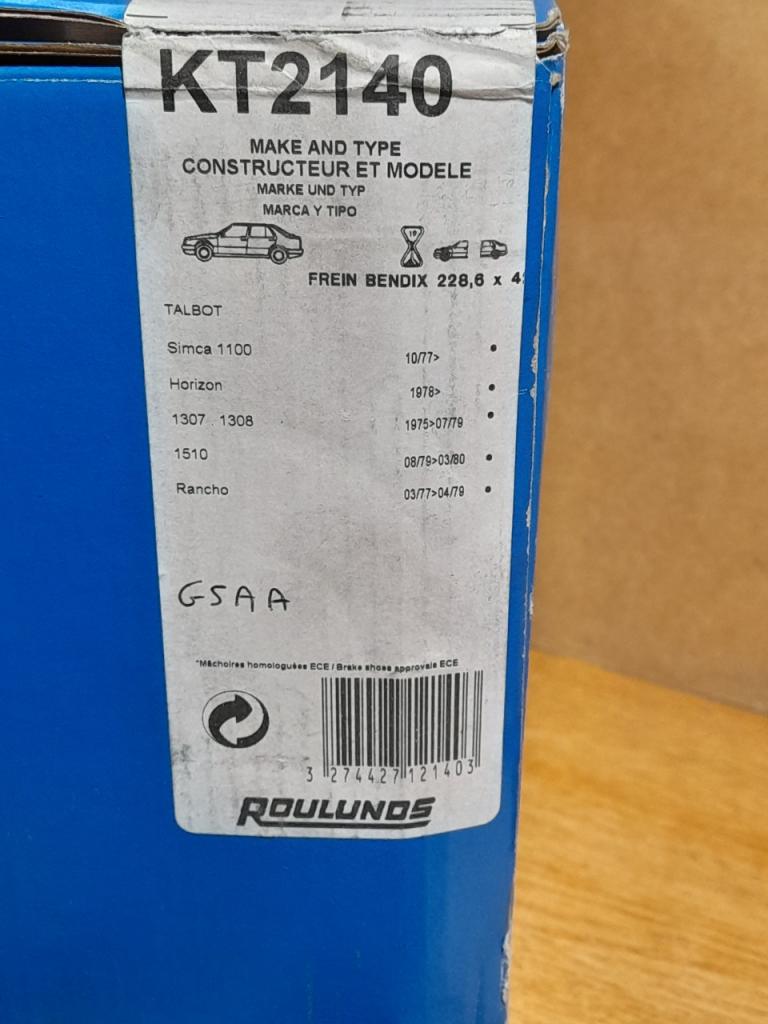 KT2140
MAKE AND TYPE
CONSTRUCTEUR ET MODELE
MARKE UND TYP
MARCA Y TIPO
FREIN BENDIX 228,6 x
TALBOT
Simca 1100 10/77> •
Horizon 1978> •
1307 . 1308 1975>07/79 •
1510 08/79>03/80 •
Rancho 03/77>04/79 •
GSAA
*Mâchoires homologuées ECE / Brake shoes approvals ECE
3 274427 121403
ROULUNDS